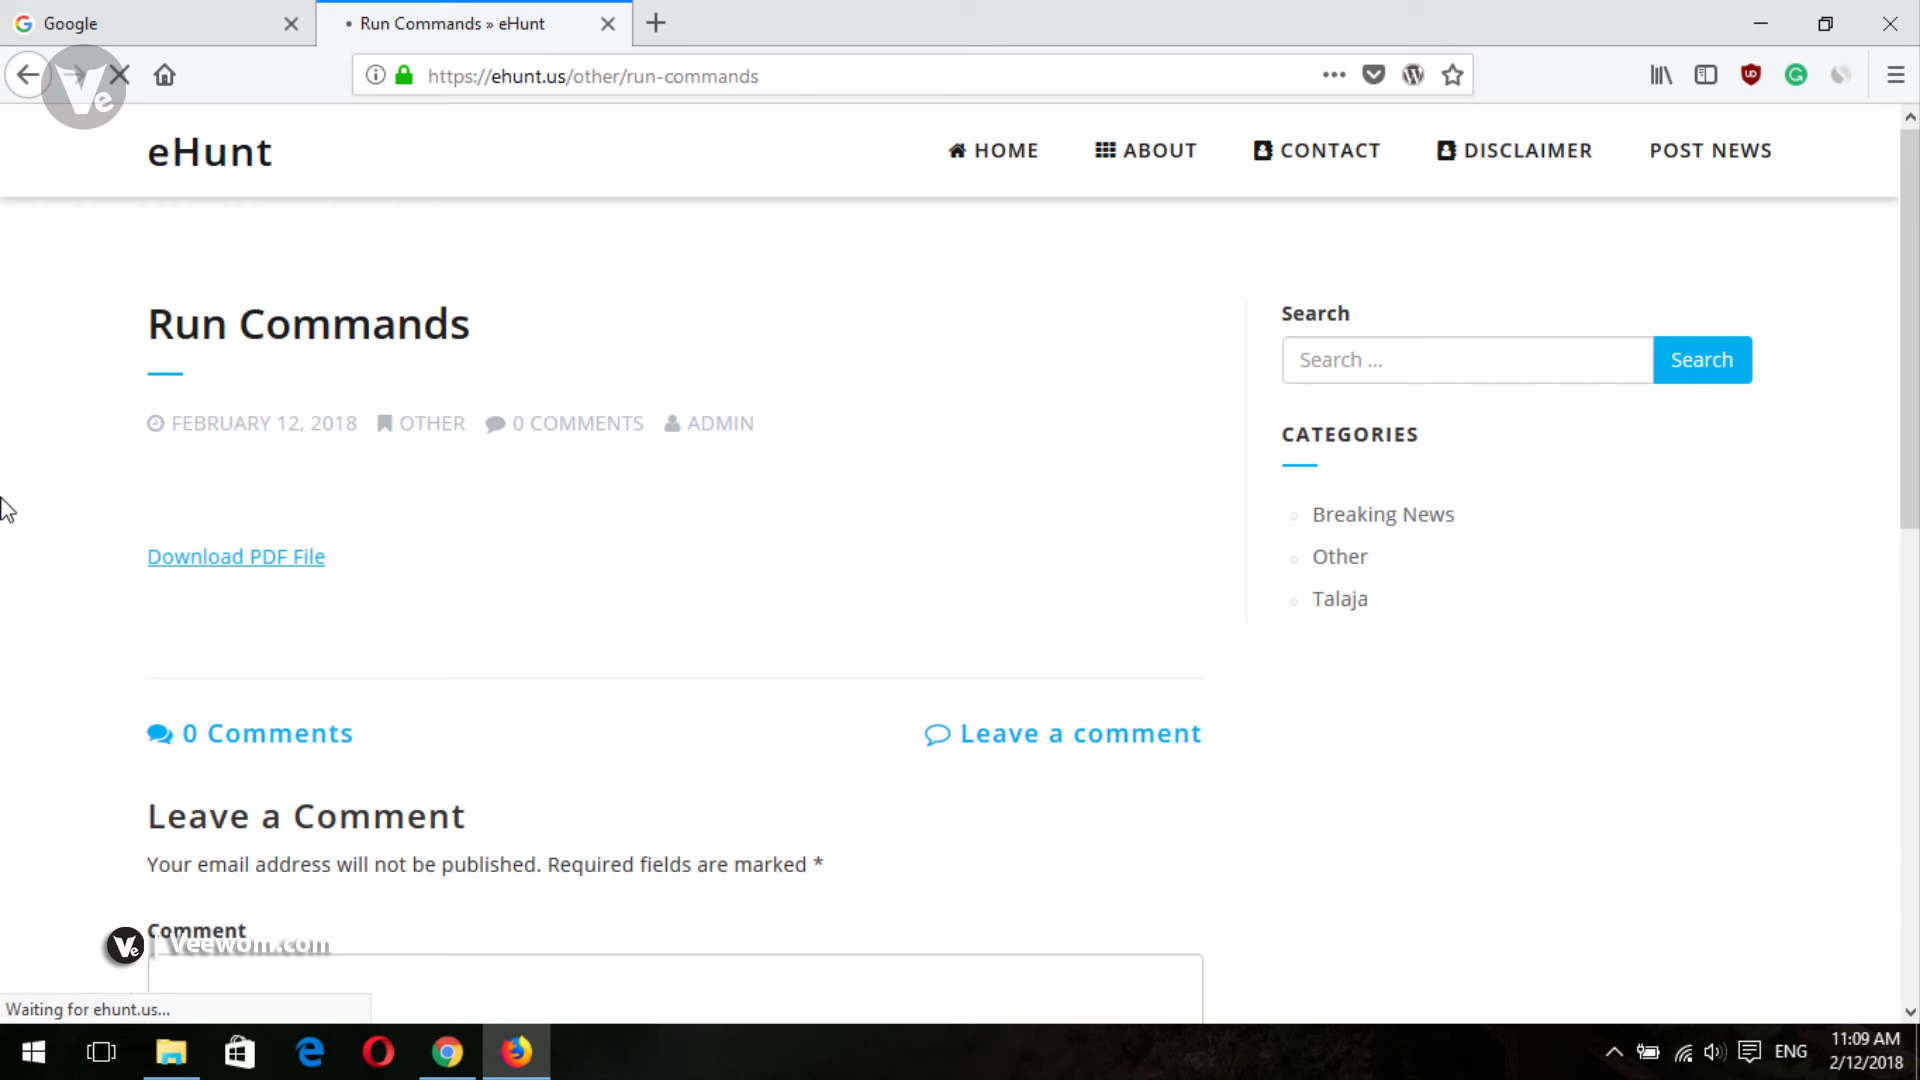 Google
• Run Commands » eHunt
Ve
https://ehunt.us/other/run-commands
eHunt
HOME
ABOUT
CONTACT
DISCLAIMER
POST NEWS
Run Commands
Search
Search ...
Search
FEBRUARY 12, 2018
OTHER
0 COMMENTS
ADMIN
CATEGORIES
Breaking News
Download PDF File
Other
Talaja
0 Comments
Leave a comment
Leave a Comment
Your email address will not be published. Required fields are marked *
Comment
Ve | Veewom.com
Waiting for ehunt.us...
ENG
11:09 AM
2/12/2018